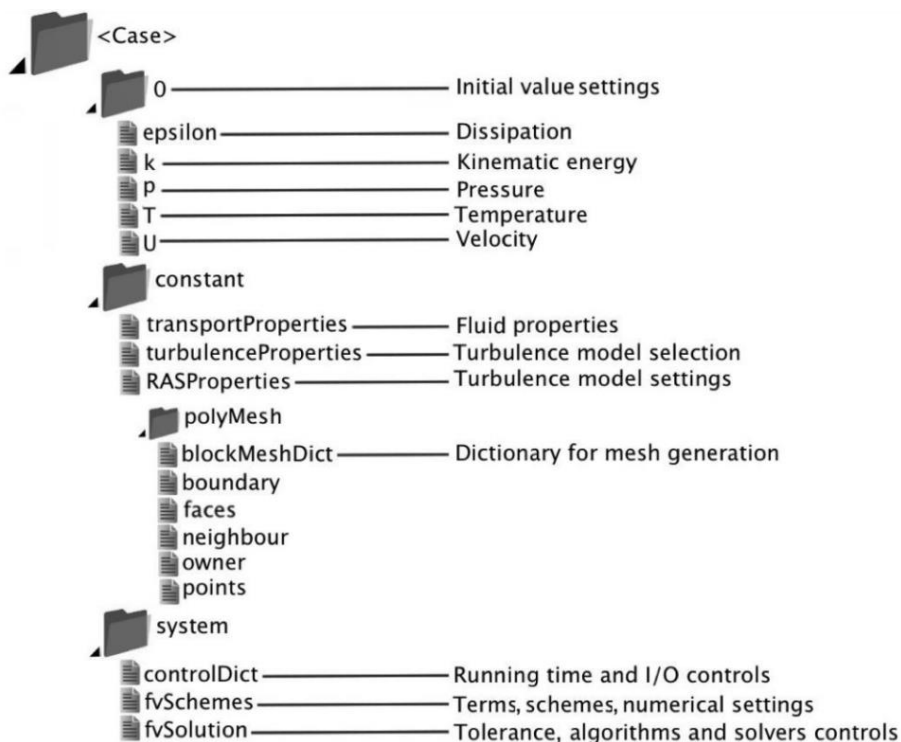 <Case>
0 Initial value settings
epsilon Dissipation
k Kinematic energy
p Pressure
T Temperature
U Velocity
constant
transportProperties Fluid properties
turbulenceProperties Turbulence model selection
RASProperties Turbulence model settings
polyMesh
blockMeshDict Dictionary for mesh generation
boundary
faces
neighbour
owner
points
system
controlDict Running time and I/O controls
fvSchemes Terms, schemes, numerical settings
fvSolution Tolerance, algorithms and solvers controls